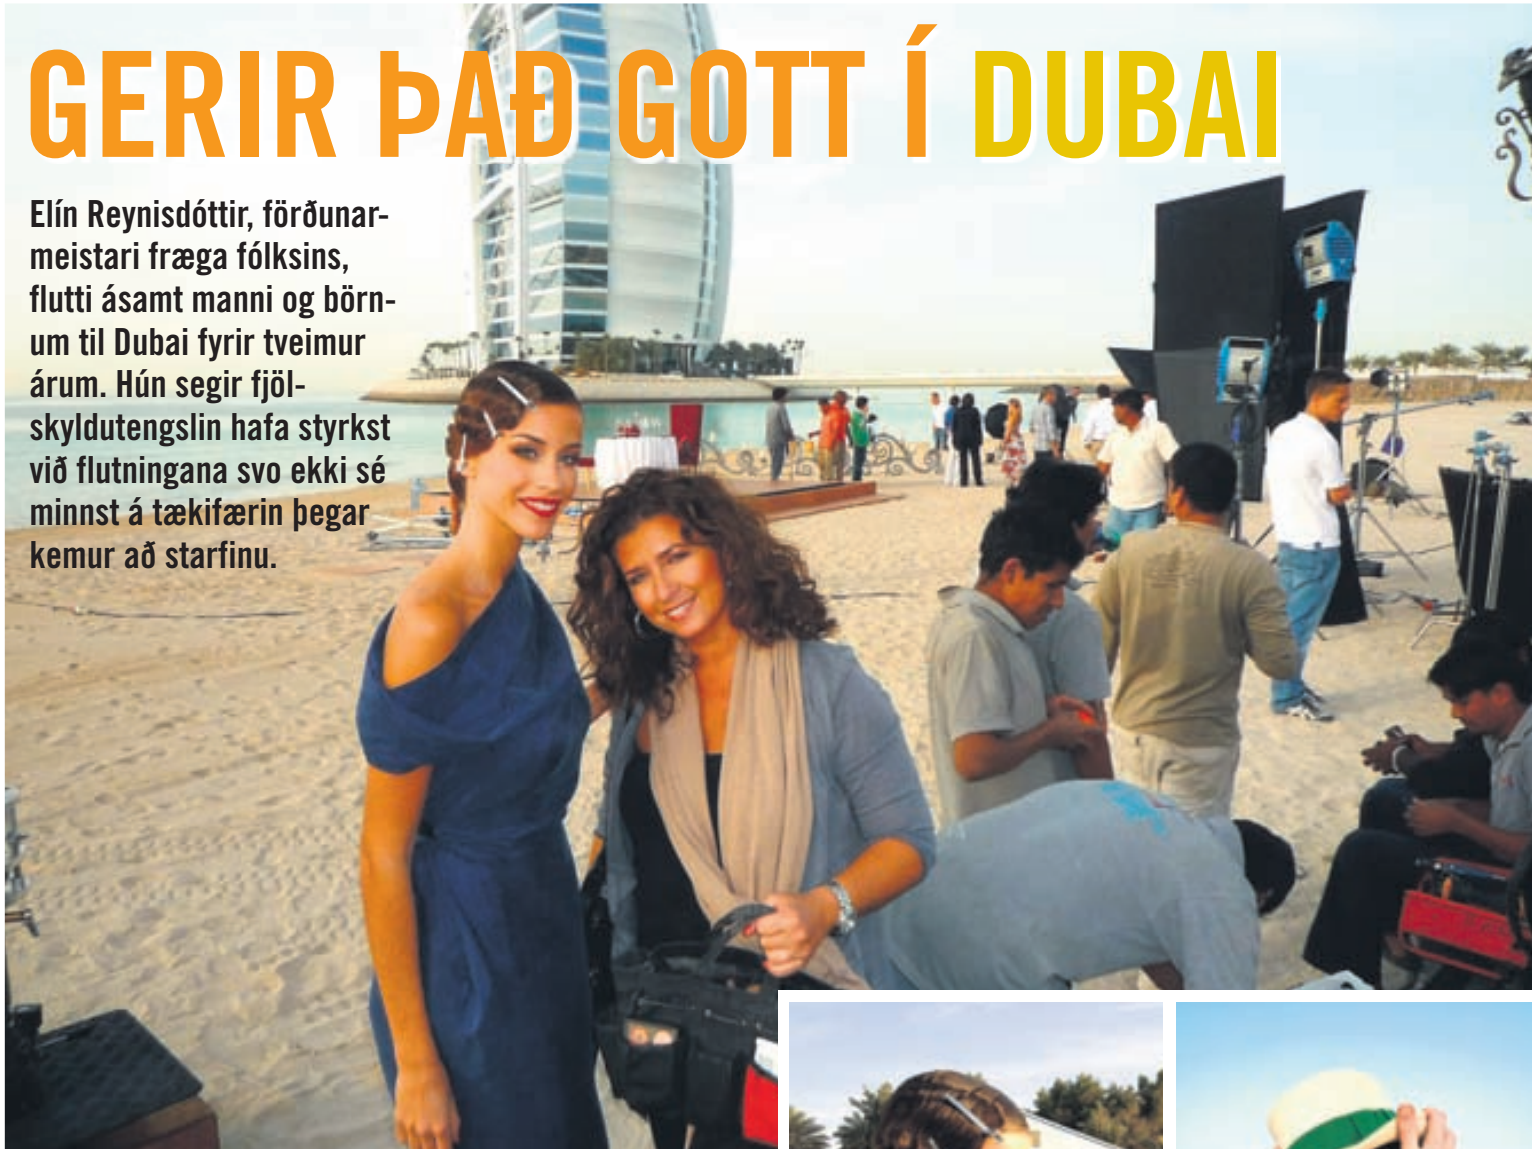 GERIR ÞAÐ GOTT Í DUBAI
Elín Reynisdóttir, förðunar-
meistari fræga fólksins,
flutti ásamt manni og börn-
um til Dubai fyrir tveimur
árum. Hún segir fjöl-
skyldutengslin hafa styrkst
við flutningana svo ekki sé
minnst á tækifærin þegar
kemur að starfinu.